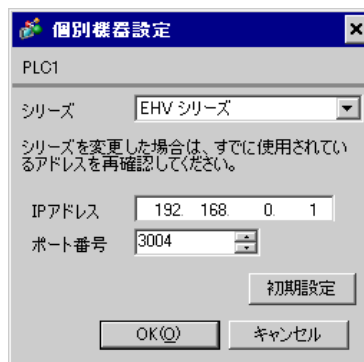 個別機器設定
PLC1
シリーズ EHV シリーズ
シリーズを変更した場合は、すでに使用されてい
るアドレスを再確認してください。
IPアドレス 192. 168. 0. 1
ポート番号 3004
初期設定
OK(O) キャンセル